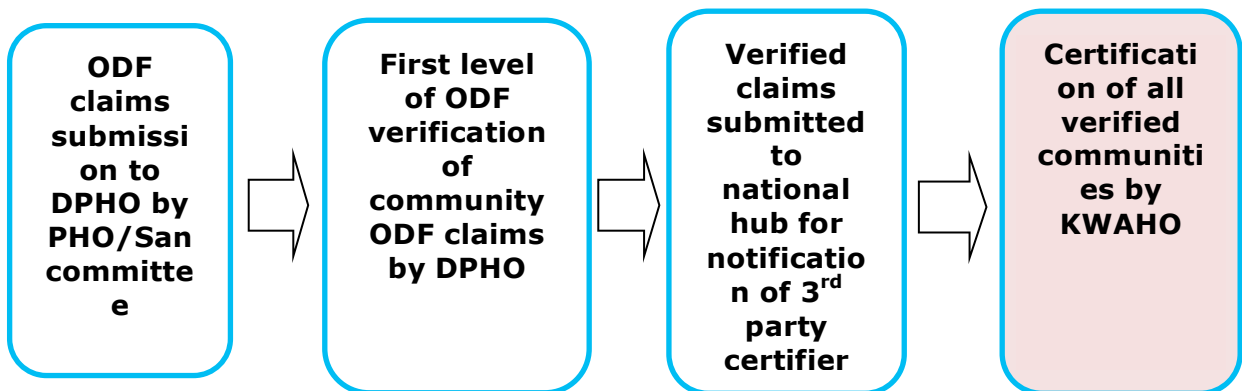 ODF
claims
submissi
on to
DPHO by
PHO/San
committe
e
First level
of ODF
verification
of
community
ODF claims
by DPHO
Verified
claims
submitted
to
national
hub for
notificatio
n of 3rd
party
certifier
Certificati
on of all
verified
communiti
es by
KWAHO